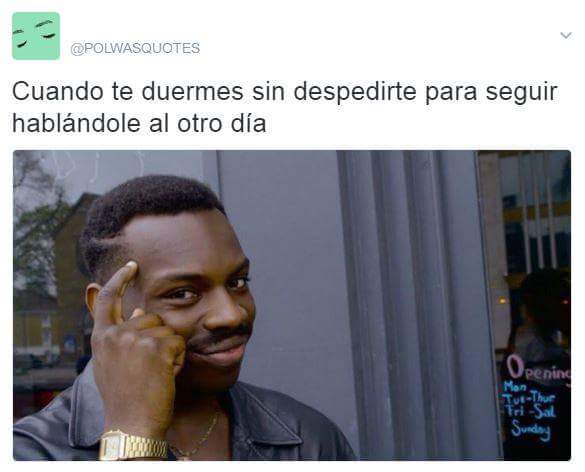 @POLWASQUOTES
Cuando te duermes sin despedirte para seguir
hablándole al otro día
Opening
Mon
Tue-Thur
Fri-Sat
Sunday